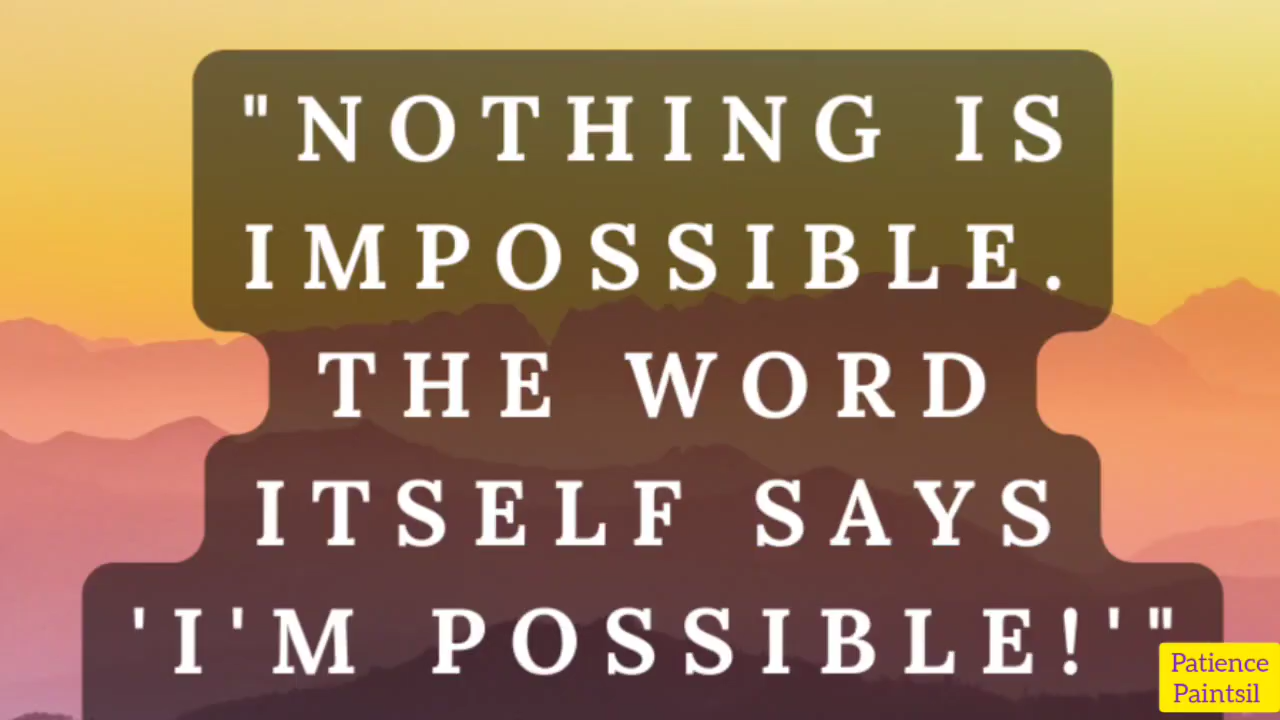 "NOTHING IS
IMPOSSIBLE.
THE WORD
ITSELF SAYS
'I'M POSSIBLE!'"
Patience
Paintsil